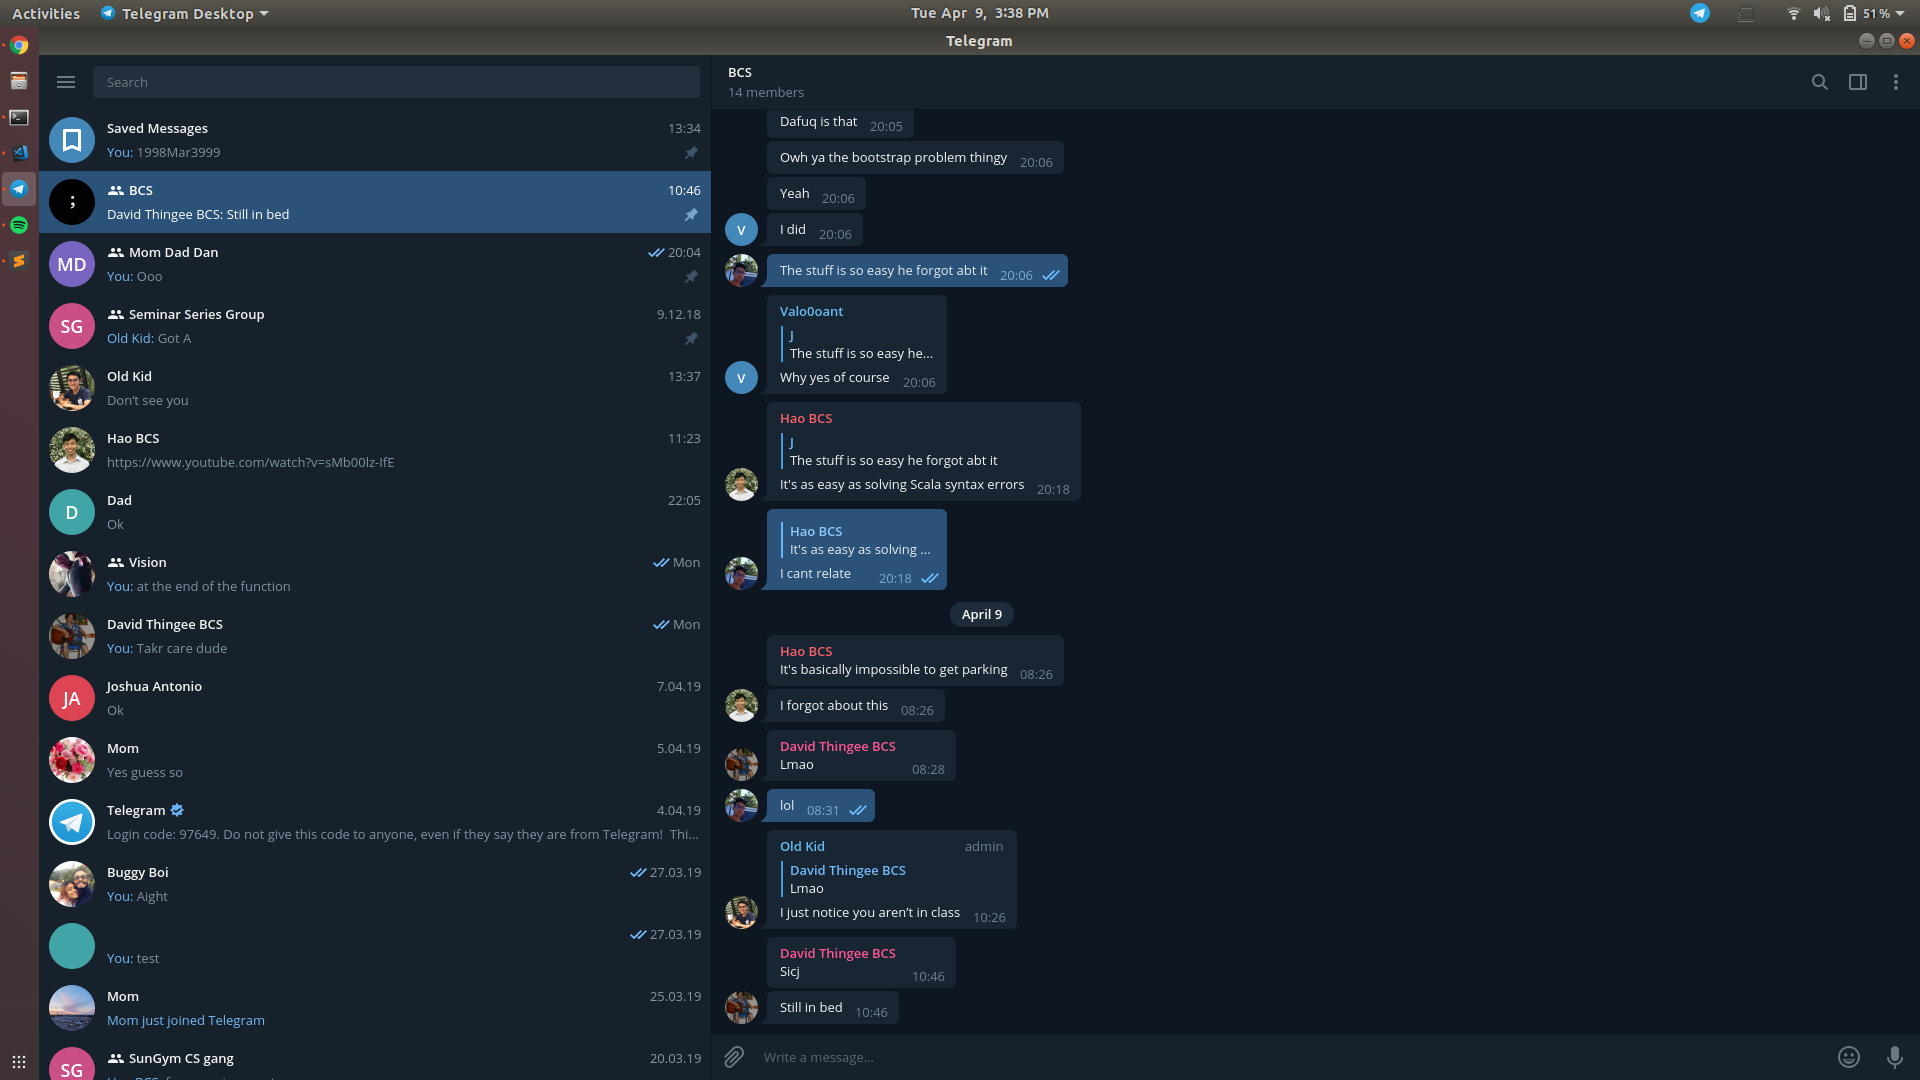 Activities
Telegram Desktop
Tue Apr 9, 3:38 PM
51 %
Telegram
Search
Saved Messages 13:34
You: 1998Mar3999
; BCS 10:46
David Thingee BCS: Still in bed
MD Mom Dad Dan 20:04
You: Ooo
SG Seminar Series Group 9.12.18
Old Kid: Got A
Old Kid 13:37
Don't see you
Hao BCS 11:23
https://www.youtube.com/watch?v=sMb00lz-IfE
D Dad 22:05
Ok
Vision Mon
You: at the end of the function
David Thingee BCS Mon
You: Takr care dude
JA Joshua Antonio 7.04.19
Ok
Mom 5.04.19
Yes guess so
Telegram 4.04.19
Login code: 97649. Do not give this code to anyone, even if they say they are from Telegram! Thi...
Buggy Boi 27.03.19
You: Aight
27.03.19
You: test
Mom 25.03.19
Mom just joined Telegram
SG SunGym CS gang 20.03.19
BCS
14 members
Dafuq is that 20:05
Owh ya the bootstrap problem thingy 20:06
Yeah 20:06
V I did 20:06
The stuff is so easy he forgot abt it 20:06
Valo0oant
J
The stuff is so easy he...
V Why yes of course 20:06
Hao BCS
J
The stuff is so easy he forgot abt it
It's as easy as solving Scala syntax errors 20:18
Hao BCS
It's as easy as solving ...
I cant relate 20:18
April 9
Hao BCS
It's basically impossible to get parking 08:26
I forgot about this 08:26
David Thingee BCS
Lmao 08:28
lol 08:31
Old Kid admin
David Thingee BCS
Lmao
I just notice you aren't in class 10:26
David Thingee BCS
Sicj 10:46
Still in bed 10:46
Write a message...